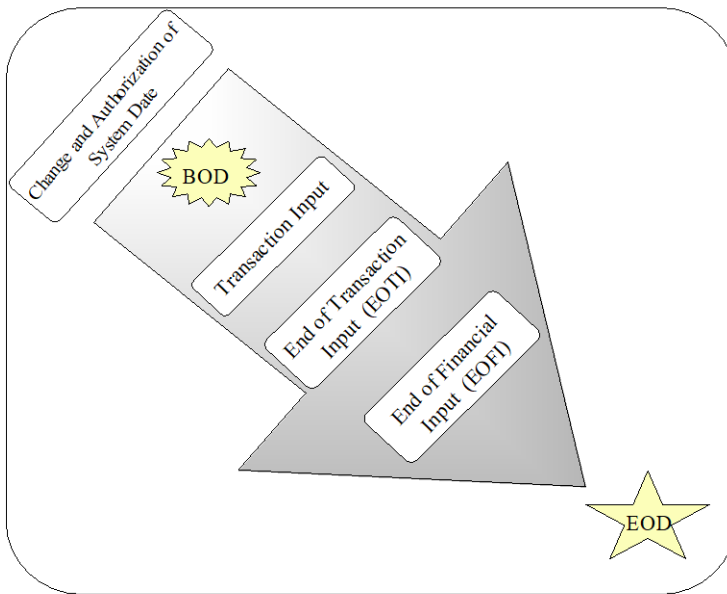 Change and Authorization of
System Date
BOD
Transaction Input
End of Transaction
Input (EOTI)
End of Financial
Input (EOFI)
EOD